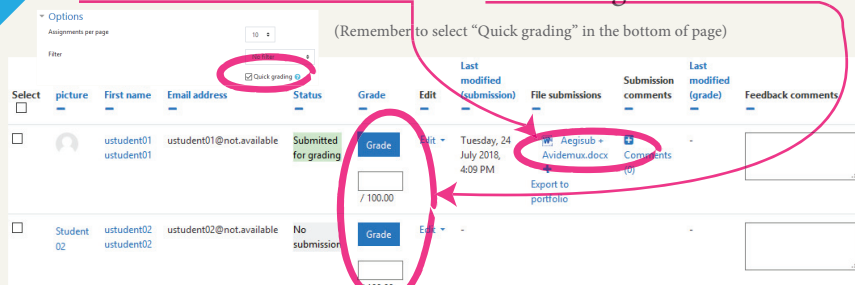 Options
Assignments per page
10
(Remember to select “Quick grading” in the bottom of page)
Filter
No filter
Quick grading
Select picture First name Email address Status Grade Edit Last modified (submission) File submissions Submission comments Last modified (grade) Feedback comments
ustudent01 ustudent01@not.available Submitted Grade Edit Tuesday, 24 Aegisub + -
ustudent01 for grading July 2018, Avidemux.docx Comments
4:09 PM (0)
Export to
/ 100.00 portfolio
Student ustudent02 ustudent02@not.available No Grade Edit - -
02 ustudent02 submission
/ 100.00